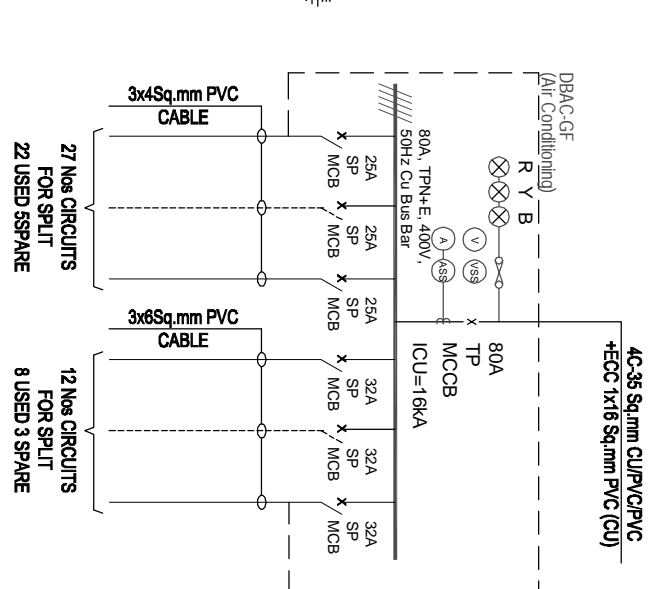 4C-35 Sq.mm CU/PVC/PVC
+ECC 1x16 Sq.mm PVC (CU)
DBAC-GF
(Air Conditioning)
R Y B
V
VSS
A
ASS
80A
TP
MCCB
ICU=16kA
80A, TPN+E, 400V,
50Hz Cu Bus Bar
25A
SP
MCB
25A
SP
MCB
25A
SP
MCB
32A
SP
MCB
32A
SP
MCB
32A
SP
MCB
3x4Sq.mm PVC
CABLE
3x6Sq.mm PVC
CABLE
27 Nos CIRCUITS
FOR SPLIT
22 USED 5SPARE
12 Nos CIRCUITS
FOR SPLIT
8 USED 3 SPARE